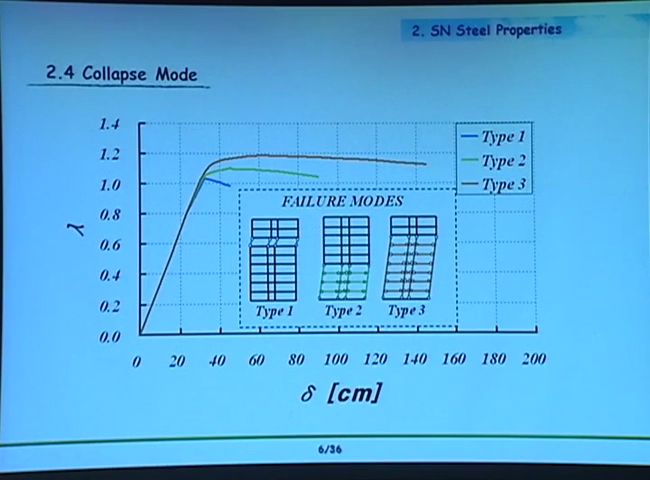 2. SN Steel Properties
2.4 Collapse Mode
1.4
1.2
1.0
0.8
0.6
0.4
0.2
0.0
λ
Type 1
Type 2
Type 3
FAILURE MODES
Type 1 Type 2 Type 3
0 20 40 60 80 100 120 140 160 180 200
δ [cm]
6/36